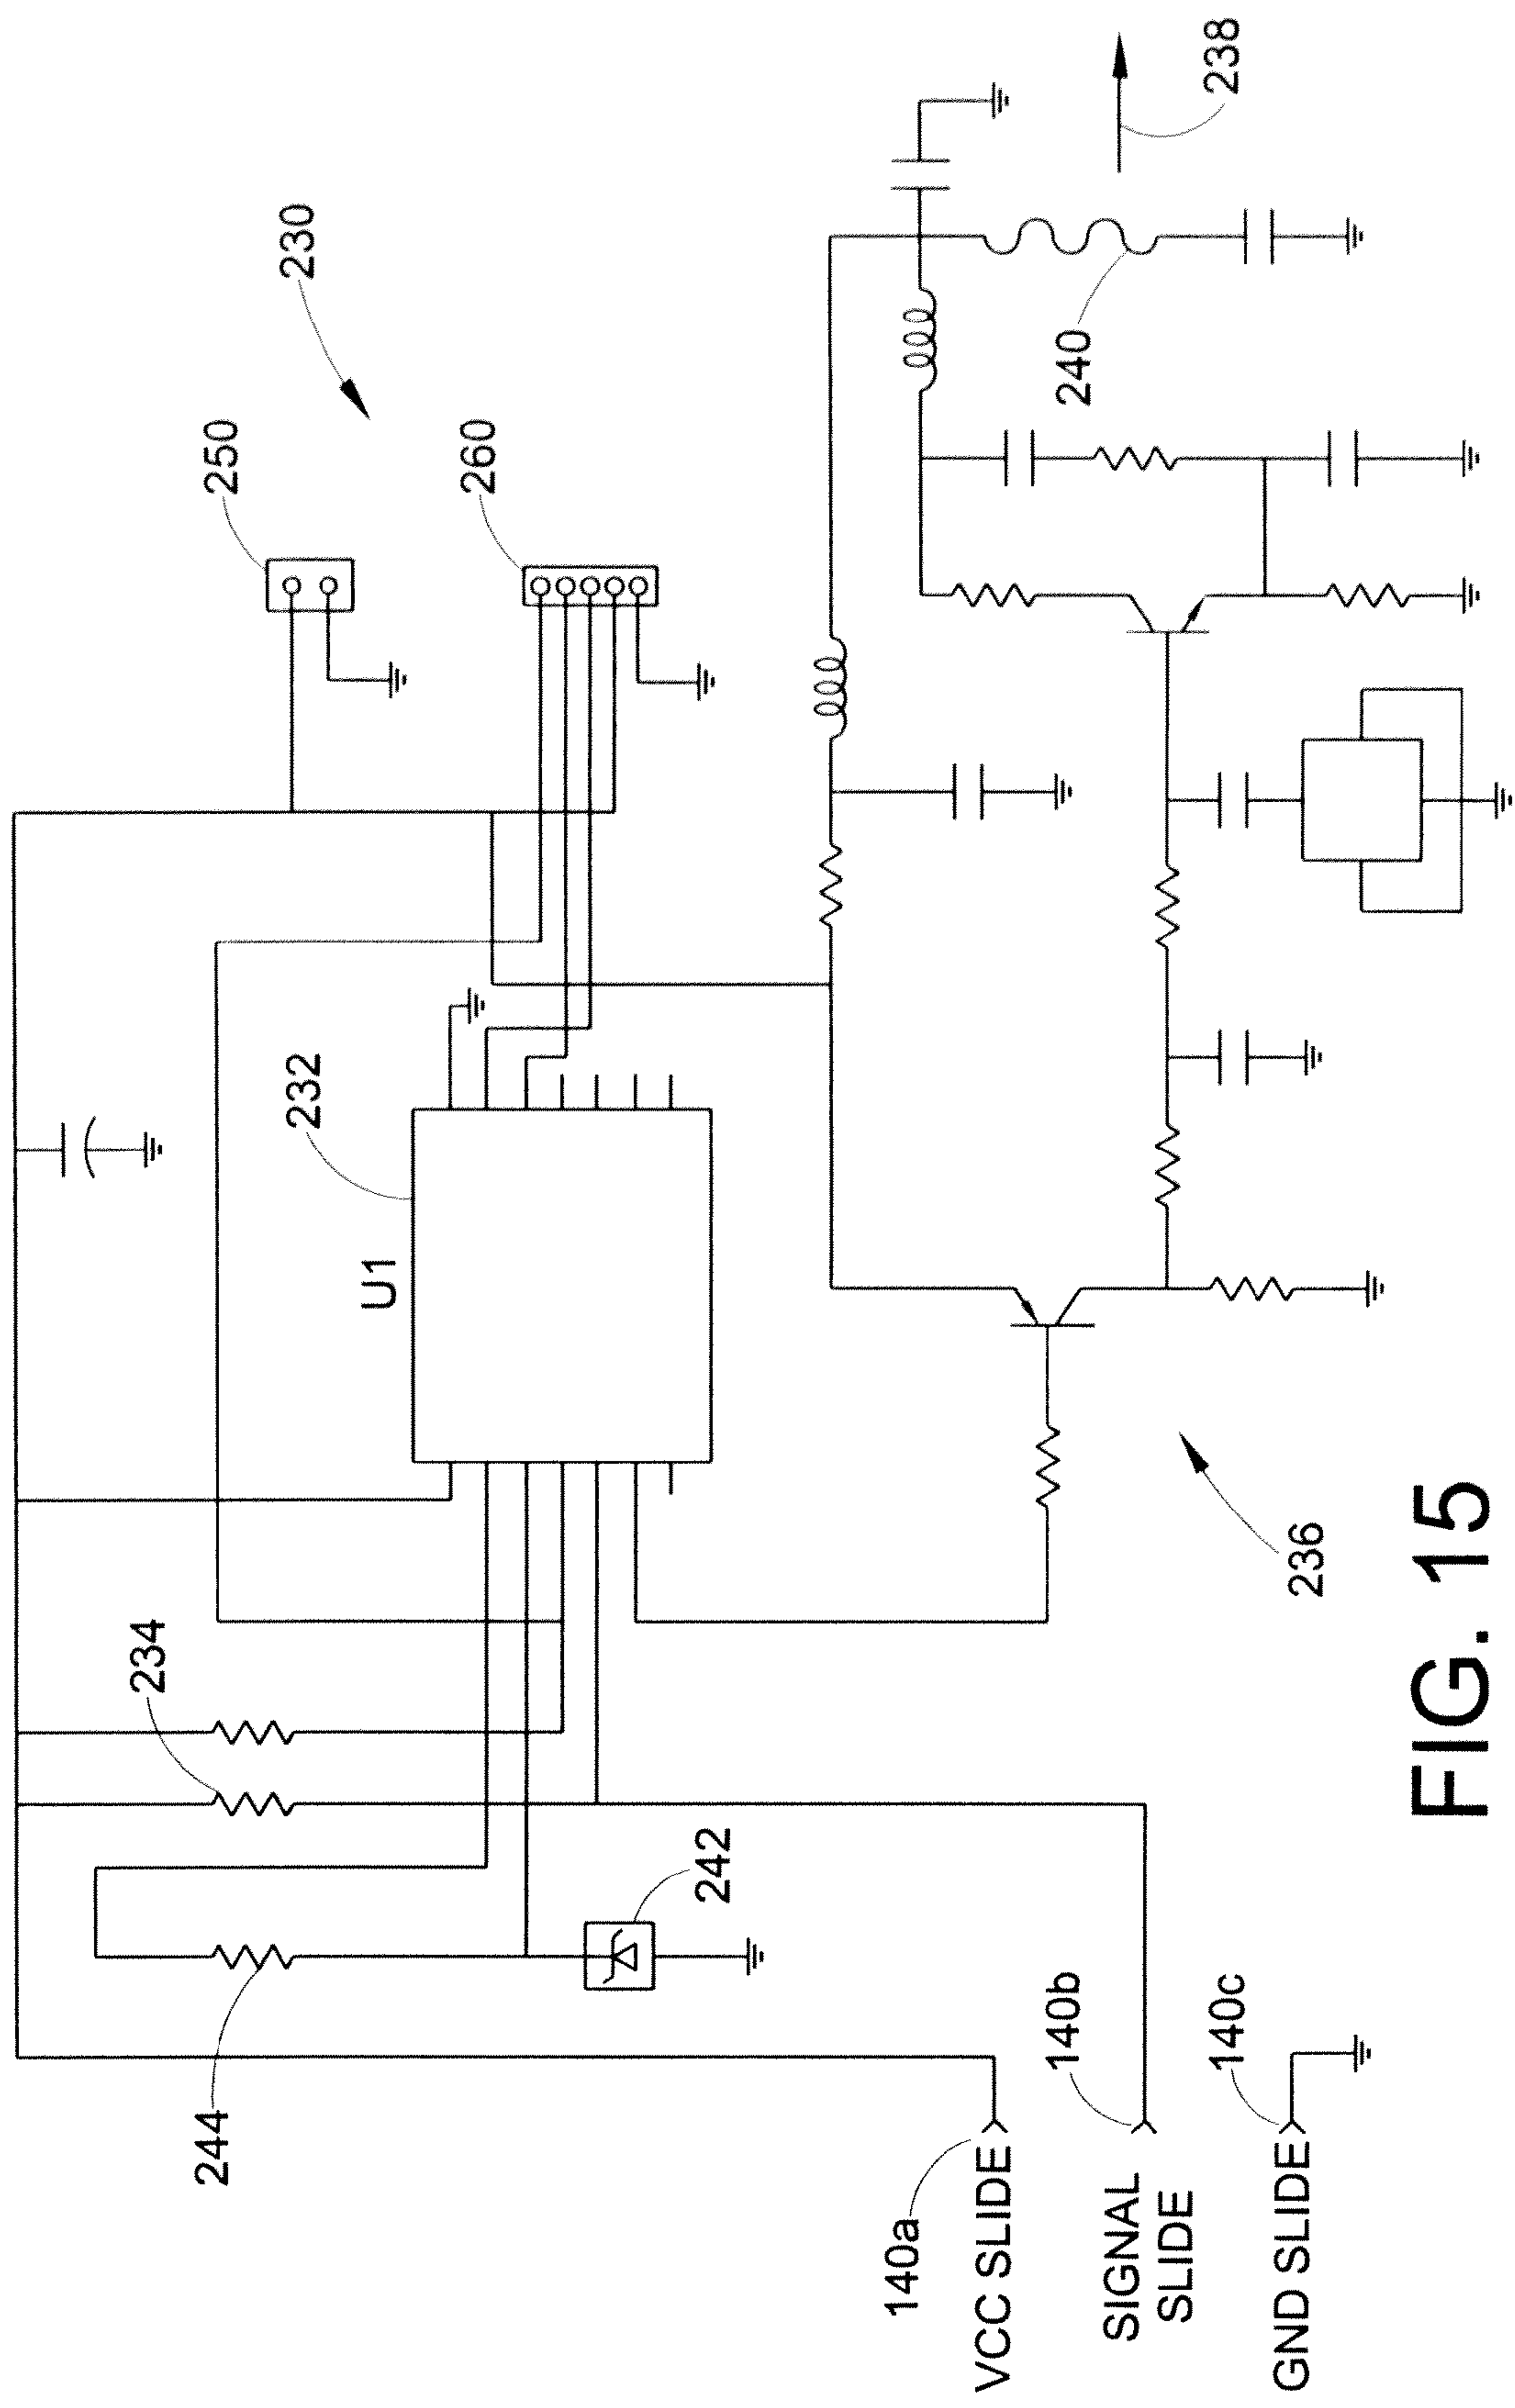 230
250
260
238
240
232
U1
234
244
242
236
140a
VCC SLIDE
140b
SIGNAL
SLIDE
140c
GND SLIDE
FIG. 15